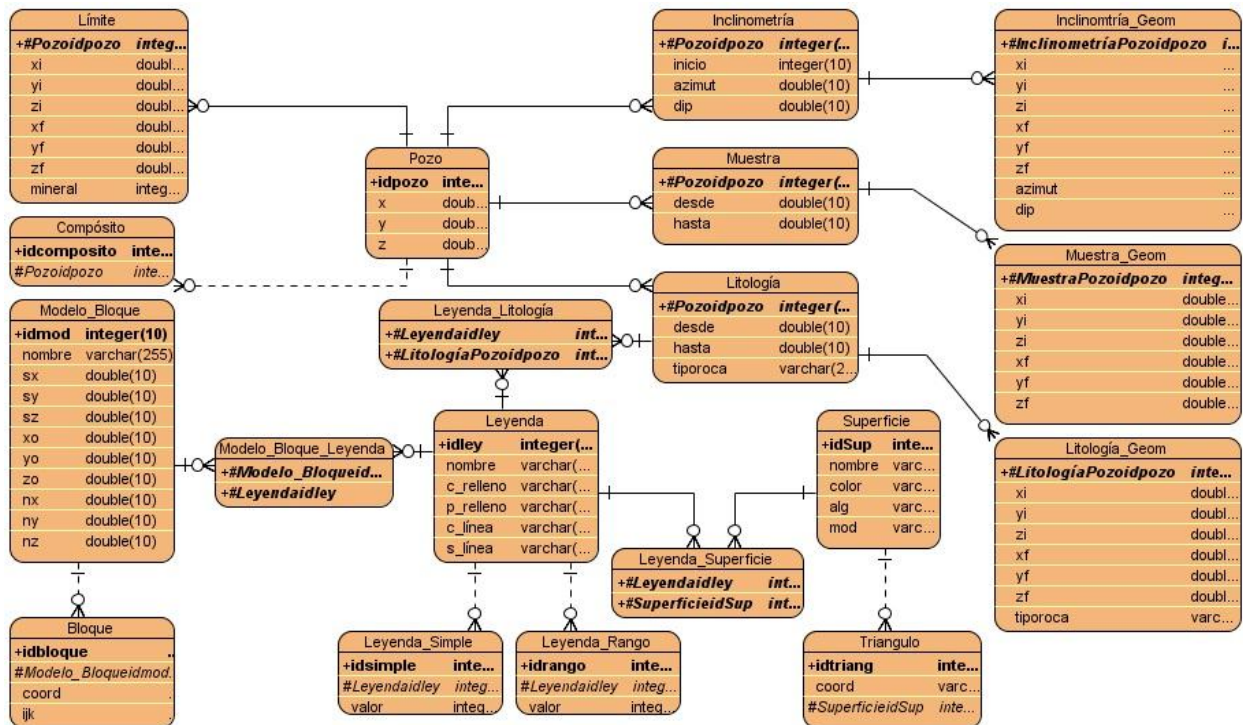 Límite
+#Pozoidpozo integ...
xi doubl...
yi doubl...
zi doubl...
xf doubl...
yf doubl...
zf doubl...
mineral integ...
Compósito
+idcomposito inte...
#Pozoidpozo inte...
Modelo_Bloque
+idmod integer(10)
nombre varchar(255)
sx double(10)
sy double(10)
sz double(10)
xo double(10)
yo double(10)
zo double(10)
nx double(10)
ny double(10)
nz double(10)
Bloque
+idbloque ..
#Modelo_Bloqueidmod.
coord .
ijk .
Pozo
+idpozo inte...
x doub...
y doub...
z doub...
Leyenda_Litología
+#Leyendaidley int...
+#LitologíaPozoidpozo int...
Modelo_Bloque_Leyenda
+#Modelo_Bloqueid...
+#Leyendaidley
Leyenda
+idley integer(...
nombre varchar(...
c_relleno varchar(...
p_relleno varchar(...
c_línea varchar(...
s_línea varchar(...
Leyenda_Simple
+idsimple inte...
#Leyendaidley integ...
valor integ...
Leyenda_Rango
+idrango inte...
#Leyendaidley integ...
valor integ...
Inclinometría
+#Pozoidpozo integer(...
inicio integer(10)
azimut double(10)
dip double(10)
Muestra
+#Pozoidpozo integer(...
desde double(10)
hasta double(10)
Litología
+#Pozoidpozo integer(...
desde double(10)
hasta double(10)
tiporoca varchar(2...
Superficie
+idSup inte...
nombre varc...
color varc...
alg varc...
mod varc...
Leyenda_Superficie
+#Leyendaidley int...
+#SuperficieidSup int...
Triangulo
+idtriang inte...
coord varc...
#SuperficieidSup inte...
Inclinomtría_Geom
+#InclinometríaPozoidpozo i...
xi ...
yi ...
zi ...
xf ...
yf ...
zf ...
azimut ...
dip ...
Muestra_Geom
+#MuestraPozoidpozo integ...
xi double...
yi double...
zi double...
xf double...
yf double...
zf double...
Litología_Geom
+#LitologíaPozoidpozo inte...
xi doubl...
yi doubl...
zi doubl...
xf doubl...
yf doubl...
zf doubl...
tiporoca varc...